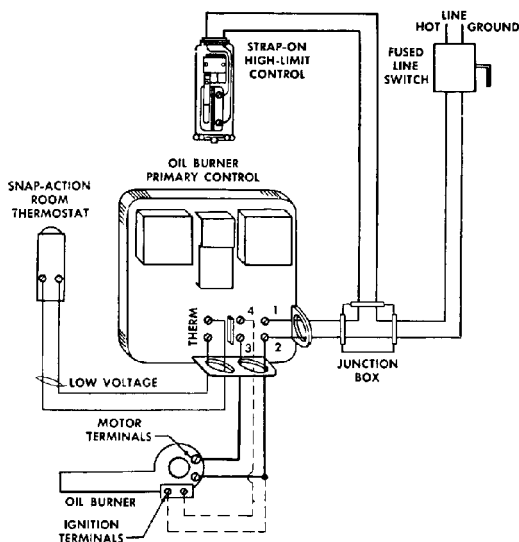 LINE
HOT GROUND
FUSED
LINE
SWITCH
STRAP-ON
HIGH-LIMIT
CONTROL
OIL BURNER
PRIMARY CONTROL
SNAP-ACTION
ROOM
THERMOSTAT
THERM
4
1
3
2
JUNCTION
BOX
LOW VOLTAGE
MOTOR
TERMINALS
OIL BURNER
IGNITION
TERMINALS